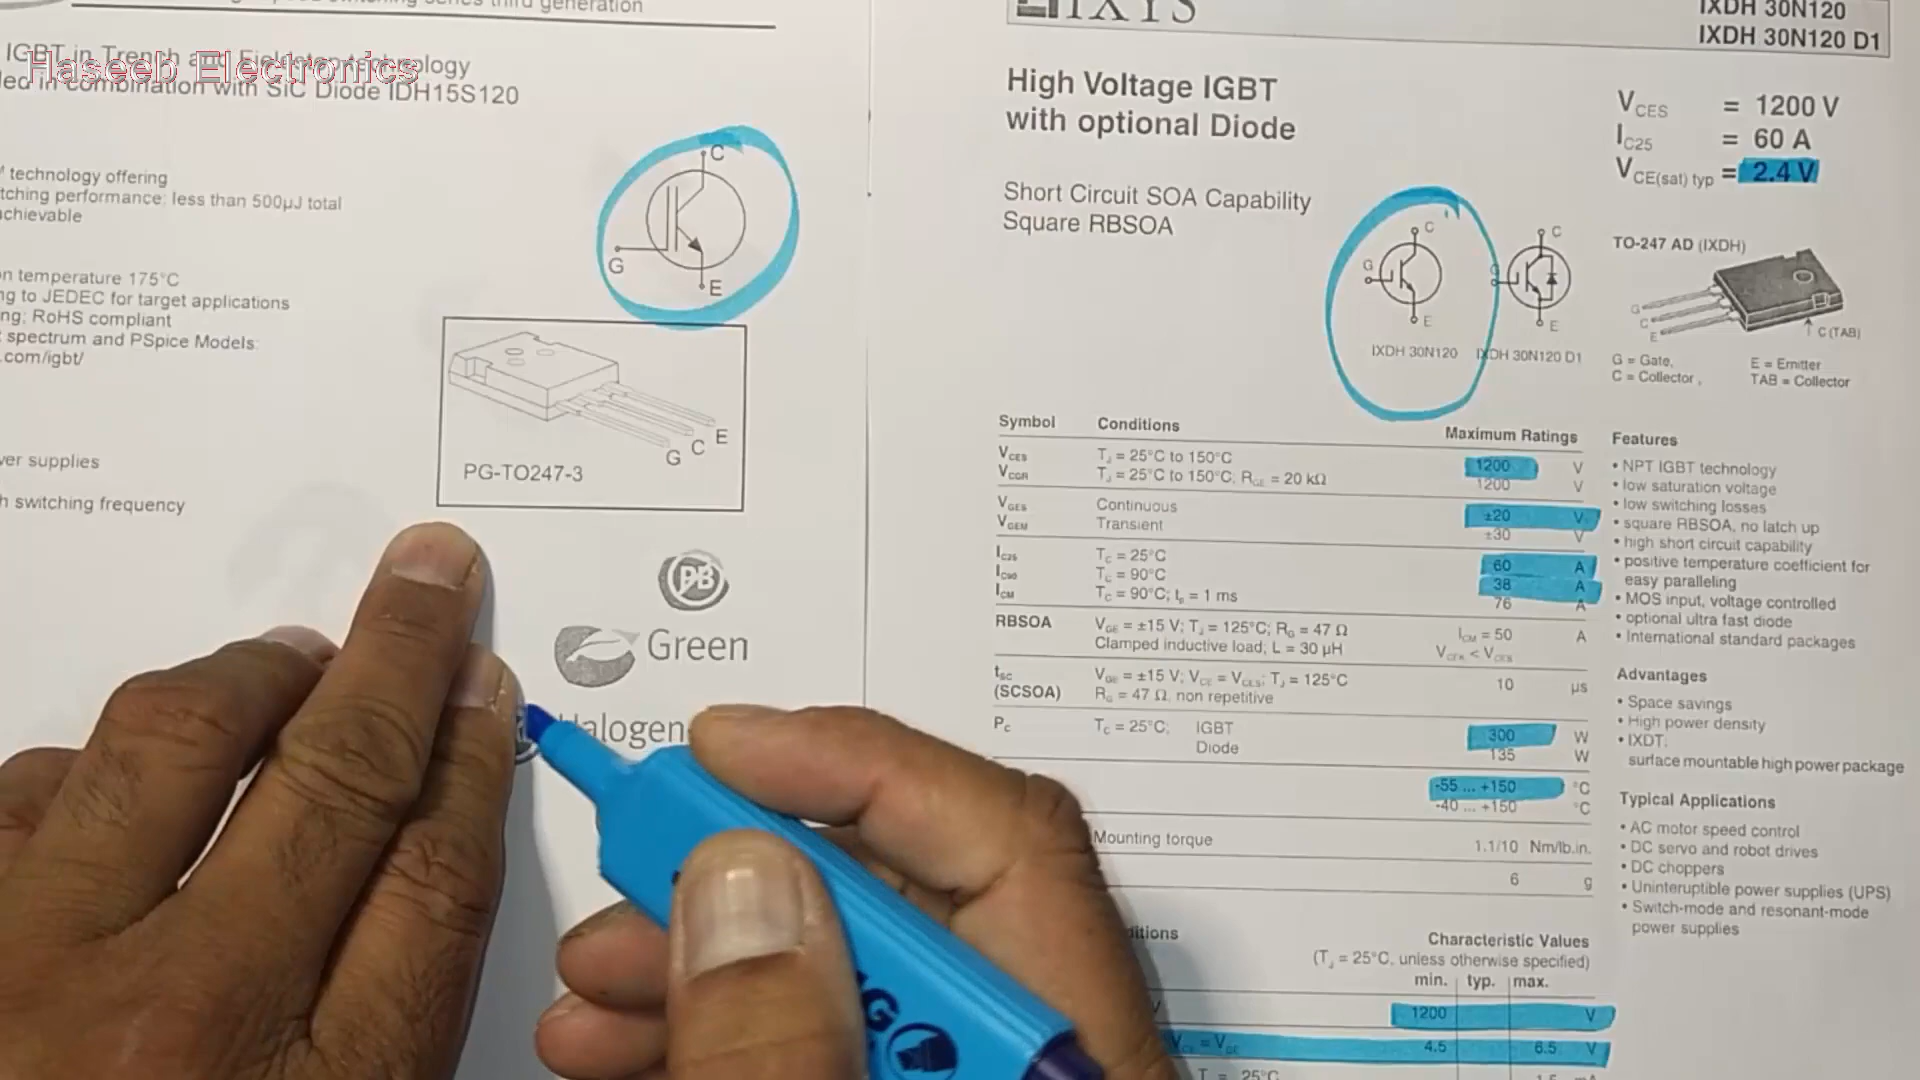 Haseeb Electronics
third generation
IGBT in Trench and Fieldstop technology
in combination with SiC Diode IDH15S120
technology offering
tching performance: less than 500µJ total
achievable
n temperature 175°C
ng to JEDEC for target applications
ng; RoHS compliant
spectrum and PSpice Models:
.com/igbt/
er supplies
h switching frequency
C
G
E
G C E
PG-TO247-3
PB
Green
alogen
IXYS
IXDH 30N120
IXDH 30N120 D1
High Voltage IGBT
with optional Diode
Short Circuit SOA Capability
Square RBSOA
VCES = 1200 V
IC25 = 60 A
VCE(sat) typ = 2.4 V
C
G
E
IXDH 30N120
C
G
E
IXDH 30N120 D1
TO-247 AD (IXDH)
G
C
E
C (TAB)
G = Gate, E = Emitter
C = Collector , TAB = Collector
Symbol Conditions Maximum Ratings
VCES TJ = 25°C to 150°C 1200 V
VCGR TJ = 25°C to 150°C; RGE = 20 kΩ 1200 V
VGES Continuous ±20 V
VGEM Transient ±30 V
IC25 TC = 25°C 60 A
IC90 TC = 90°C 38 A
ICM TC = 90°C; tp = 1 ms 76 A
RBSOA VGE = ±15 V; TJ = 125°C; RG = 47 Ω ICM = 50 A
Clamped inductive load; L = 30 µH VCEK < VCES
tSC VGE = ±15 V; VCE = VCES; TJ = 125°C 10 µs
(SCSOA) RG = 47 Ω, non repetitive
PC TC = 25°C; IGBT 300 W
Diode 135 W
-55 ... +150 °C
-40 ... +150 °C
Mounting torque 1.1/10 Nm/lb.in.
6 g
ditions Characteristic Values
(TJ = 25°C, unless otherwise specified)
min. typ. max.
1200 V
VCE = VGE 4.5 6.5 V
T = 25°C
Features
• NPT IGBT technology
• low saturation voltage
• low switching losses
• square RBSOA, no latch up
• high short circuit capability
• positive temperature coefficient for
easy paralleling
• MOS input, voltage controlled
• optional ultra fast diode
• International standard packages
Advantages
• Space savings
• High power density
• IXDT:
surface mountable high power package
Typical Applications
• AC motor speed control
• DC servo and robot drives
• DC choppers
• Uninteruptible power supplies (UPS)
• Switch-mode and resonant-mode
power supplies